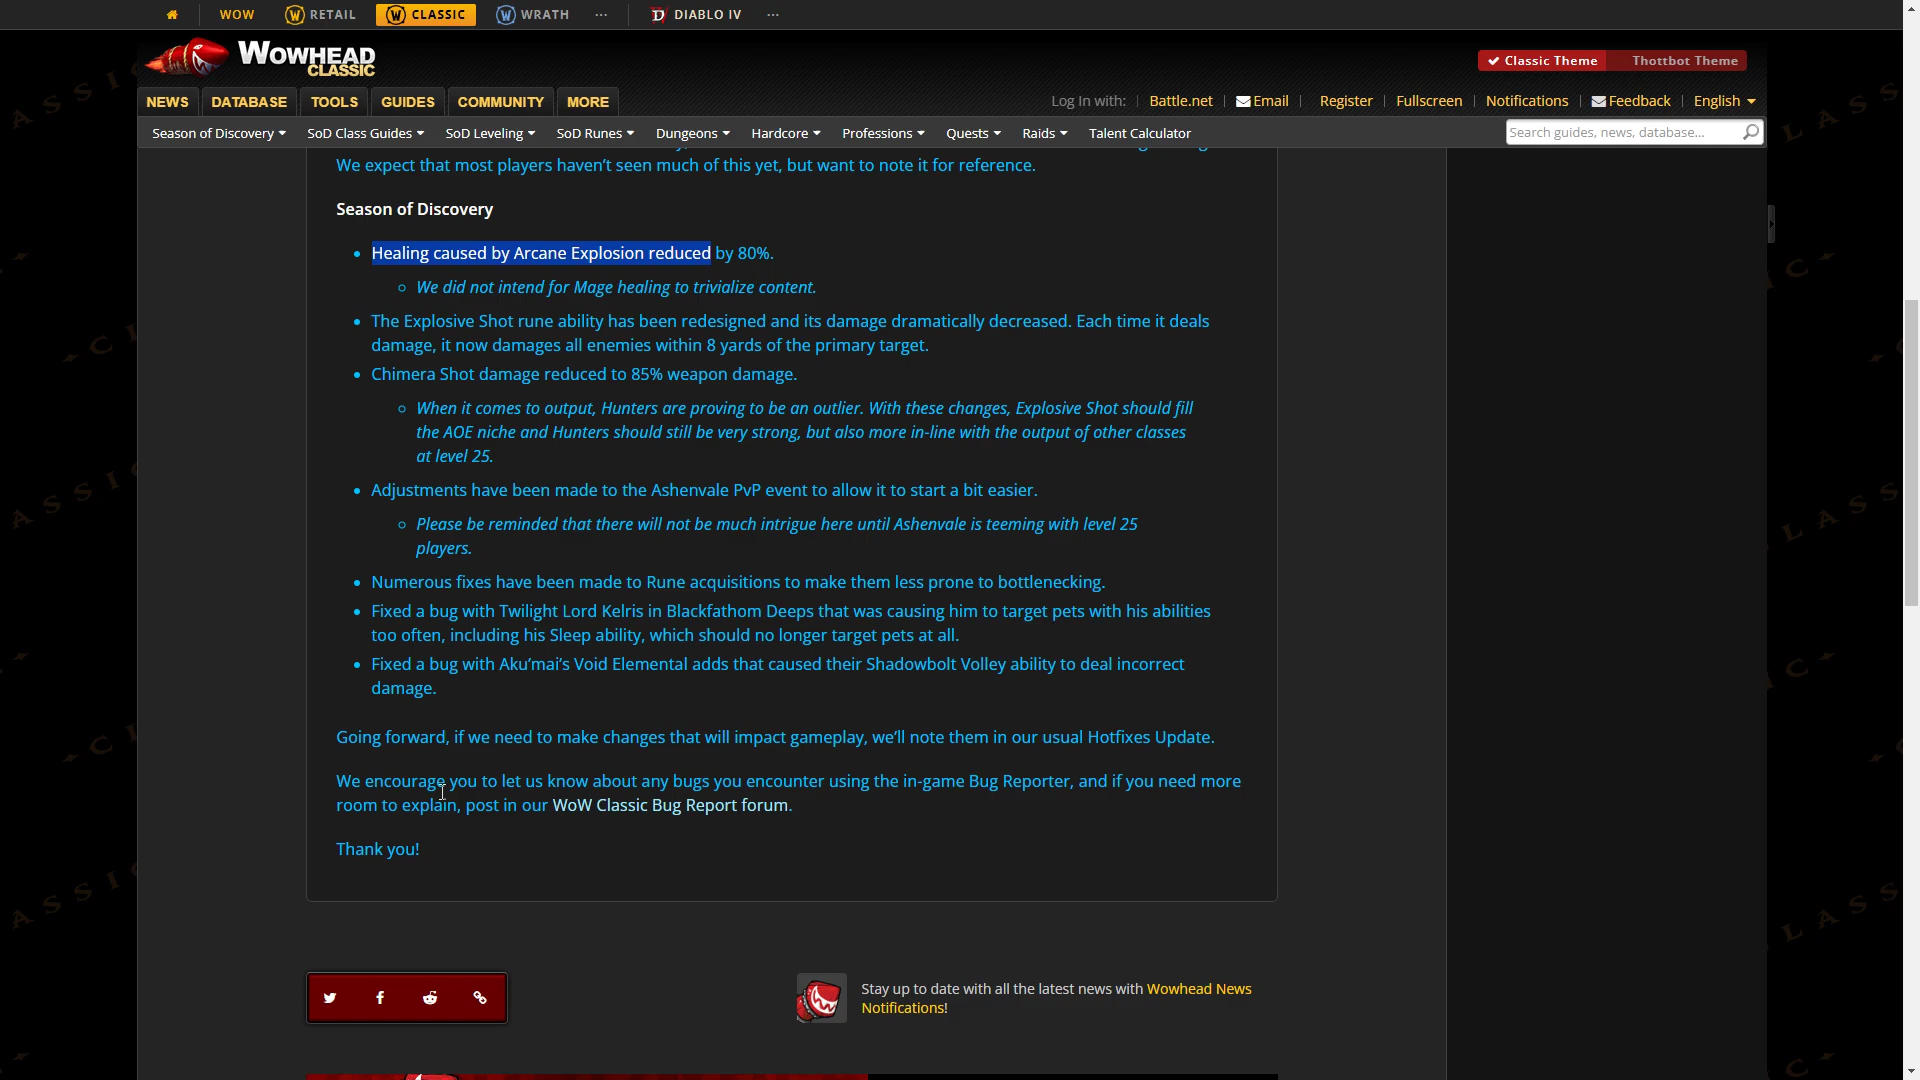 WOW RETAIL CLASSIC WRATH ... DIABLO IV ...
WOWHEAD
CLASSIC
Classic Theme Thottbot Theme
NEWS DATABASE TOOLS GUIDES COMMUNITY MORE
Log In with: Battle.net Email Register Fullscreen Notifications Feedback English
Season of Discovery SoD Class Guides SoD Leveling SoD Runes Dungeons Hardcore Professions Quests Raids Talent Calculator
Search guides, news, database...
We expect that most players haven’t seen much of this yet, but want to note it for reference.
Season of Discovery
Healing caused by Arcane Explosion reduced by 80%.
We did not intend for Mage healing to trivialize content.
The Explosive Shot rune ability has been redesigned and its damage dramatically decreased. Each time it deals
damage, it now damages all enemies within 8 yards of the primary target.
Chimera Shot damage reduced to 85% weapon damage.
When it comes to output, Hunters are proving to be an outlier. With these changes, Explosive Shot should fill
the AOE niche and Hunters should still be very strong, but also more in-line with the output of other classes
at level 25.
Adjustments have been made to the Ashenvale PvP event to allow it to start a bit easier.
Please be reminded that there will not be much intrigue here until Ashenvale is teeming with level 25
players.
Numerous fixes have been made to Rune acquisitions to make them less prone to bottlenecking.
Fixed a bug with Twilight Lord Kelris in Blackfathom Deeps that was causing him to target pets with his abilities
too often, including his Sleep ability, which should no longer target pets at all.
Fixed a bug with Aku’mai’s Void Elemental adds that caused their Shadowbolt Volley ability to deal incorrect
damage.
Going forward, if we need to make changes that will impact gameplay, we’ll note them in our usual Hotfixes Update.
We encourage you to let us know about any bugs you encounter using the in-game Bug Reporter, and if you need more
room to explain, post in our WoW Classic Bug Report forum.
Thank you!
Stay up to date with all the latest news with Wowhead News
Notifications!